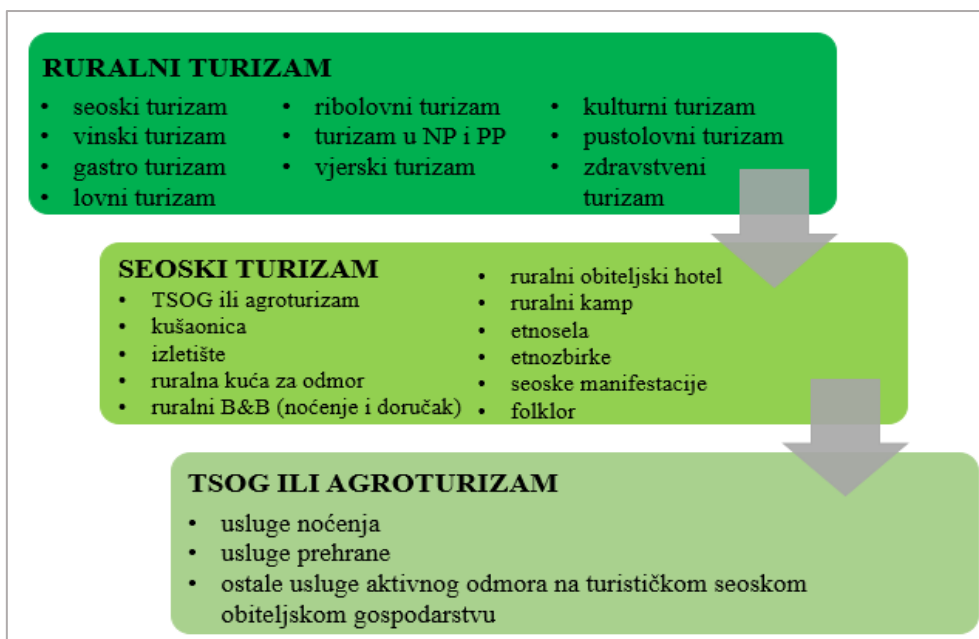 RURALNI TURIZAM
• seoski turizam
• vinski turizam
• gastro turizam
• lovni turizam
• ribolovni turizam
• turizam u NP i PP
• vjerski turizam
• kulturni turizam
• pustolovni turizam
• zdravstveni
turizam
SEOSKI TURIZAM
• TSOG ili agroturizam
• kušaonica
• izletište
• ruralna kuća za odmor
• ruralni B&B (noćenje i doručak)
• ruralni obiteljski hotel
• ruralni kamp
• etnosela
• etnozbirke
• seoske manifestacije
• folklor
TSOG ILI AGROTURIZAM
• usluge noćenja
• usluge prehrane
• ostale usluge aktivnog odmora na turističkom seoskom
obiteljskom gospodarstvu